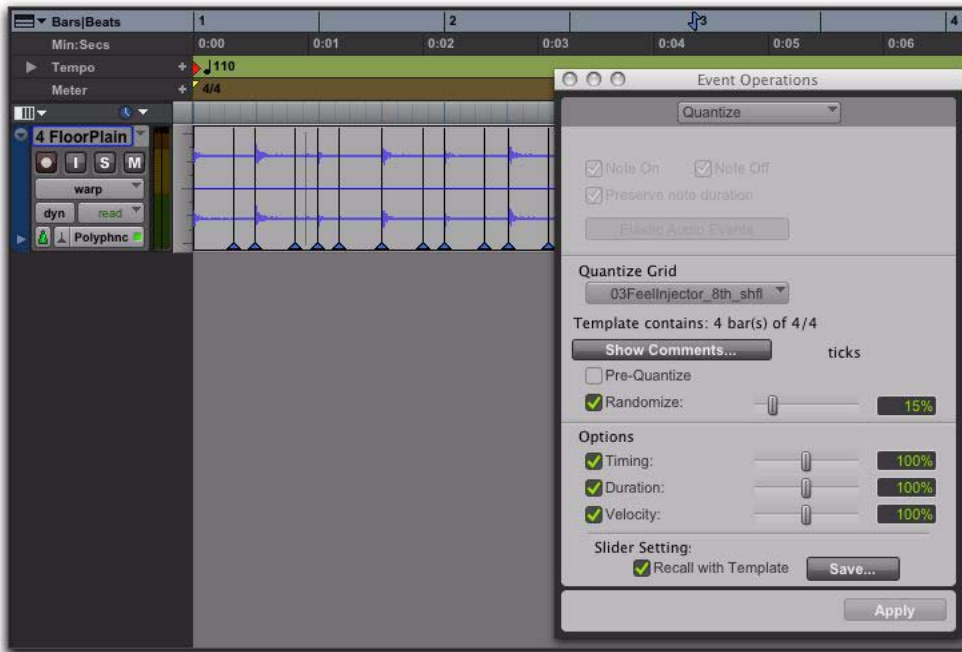 Bars|Beats 1 2 3 4
Min:Secs 0:00 0:01 0:02 0:03 0:04 0:05 0:06
Tempo + 110
Meter + 4/4
4 FloorPlain
I S M
warp
dyn read
Polyphnc
Event Operations
Quantize
Note On Note Off
Preserve note duration
Elastic Audio Events
Quantize Grid
03FeelInjector_8th_shfl
Template contains: 4 bar(s) of 4/4
Show Comments... ticks
Pre-Quantize
Randomize: 15%
Options
Timing: 100%
Duration: 100%
Velocity: 100%
Slider Setting:
Recall with Template Save...
Apply